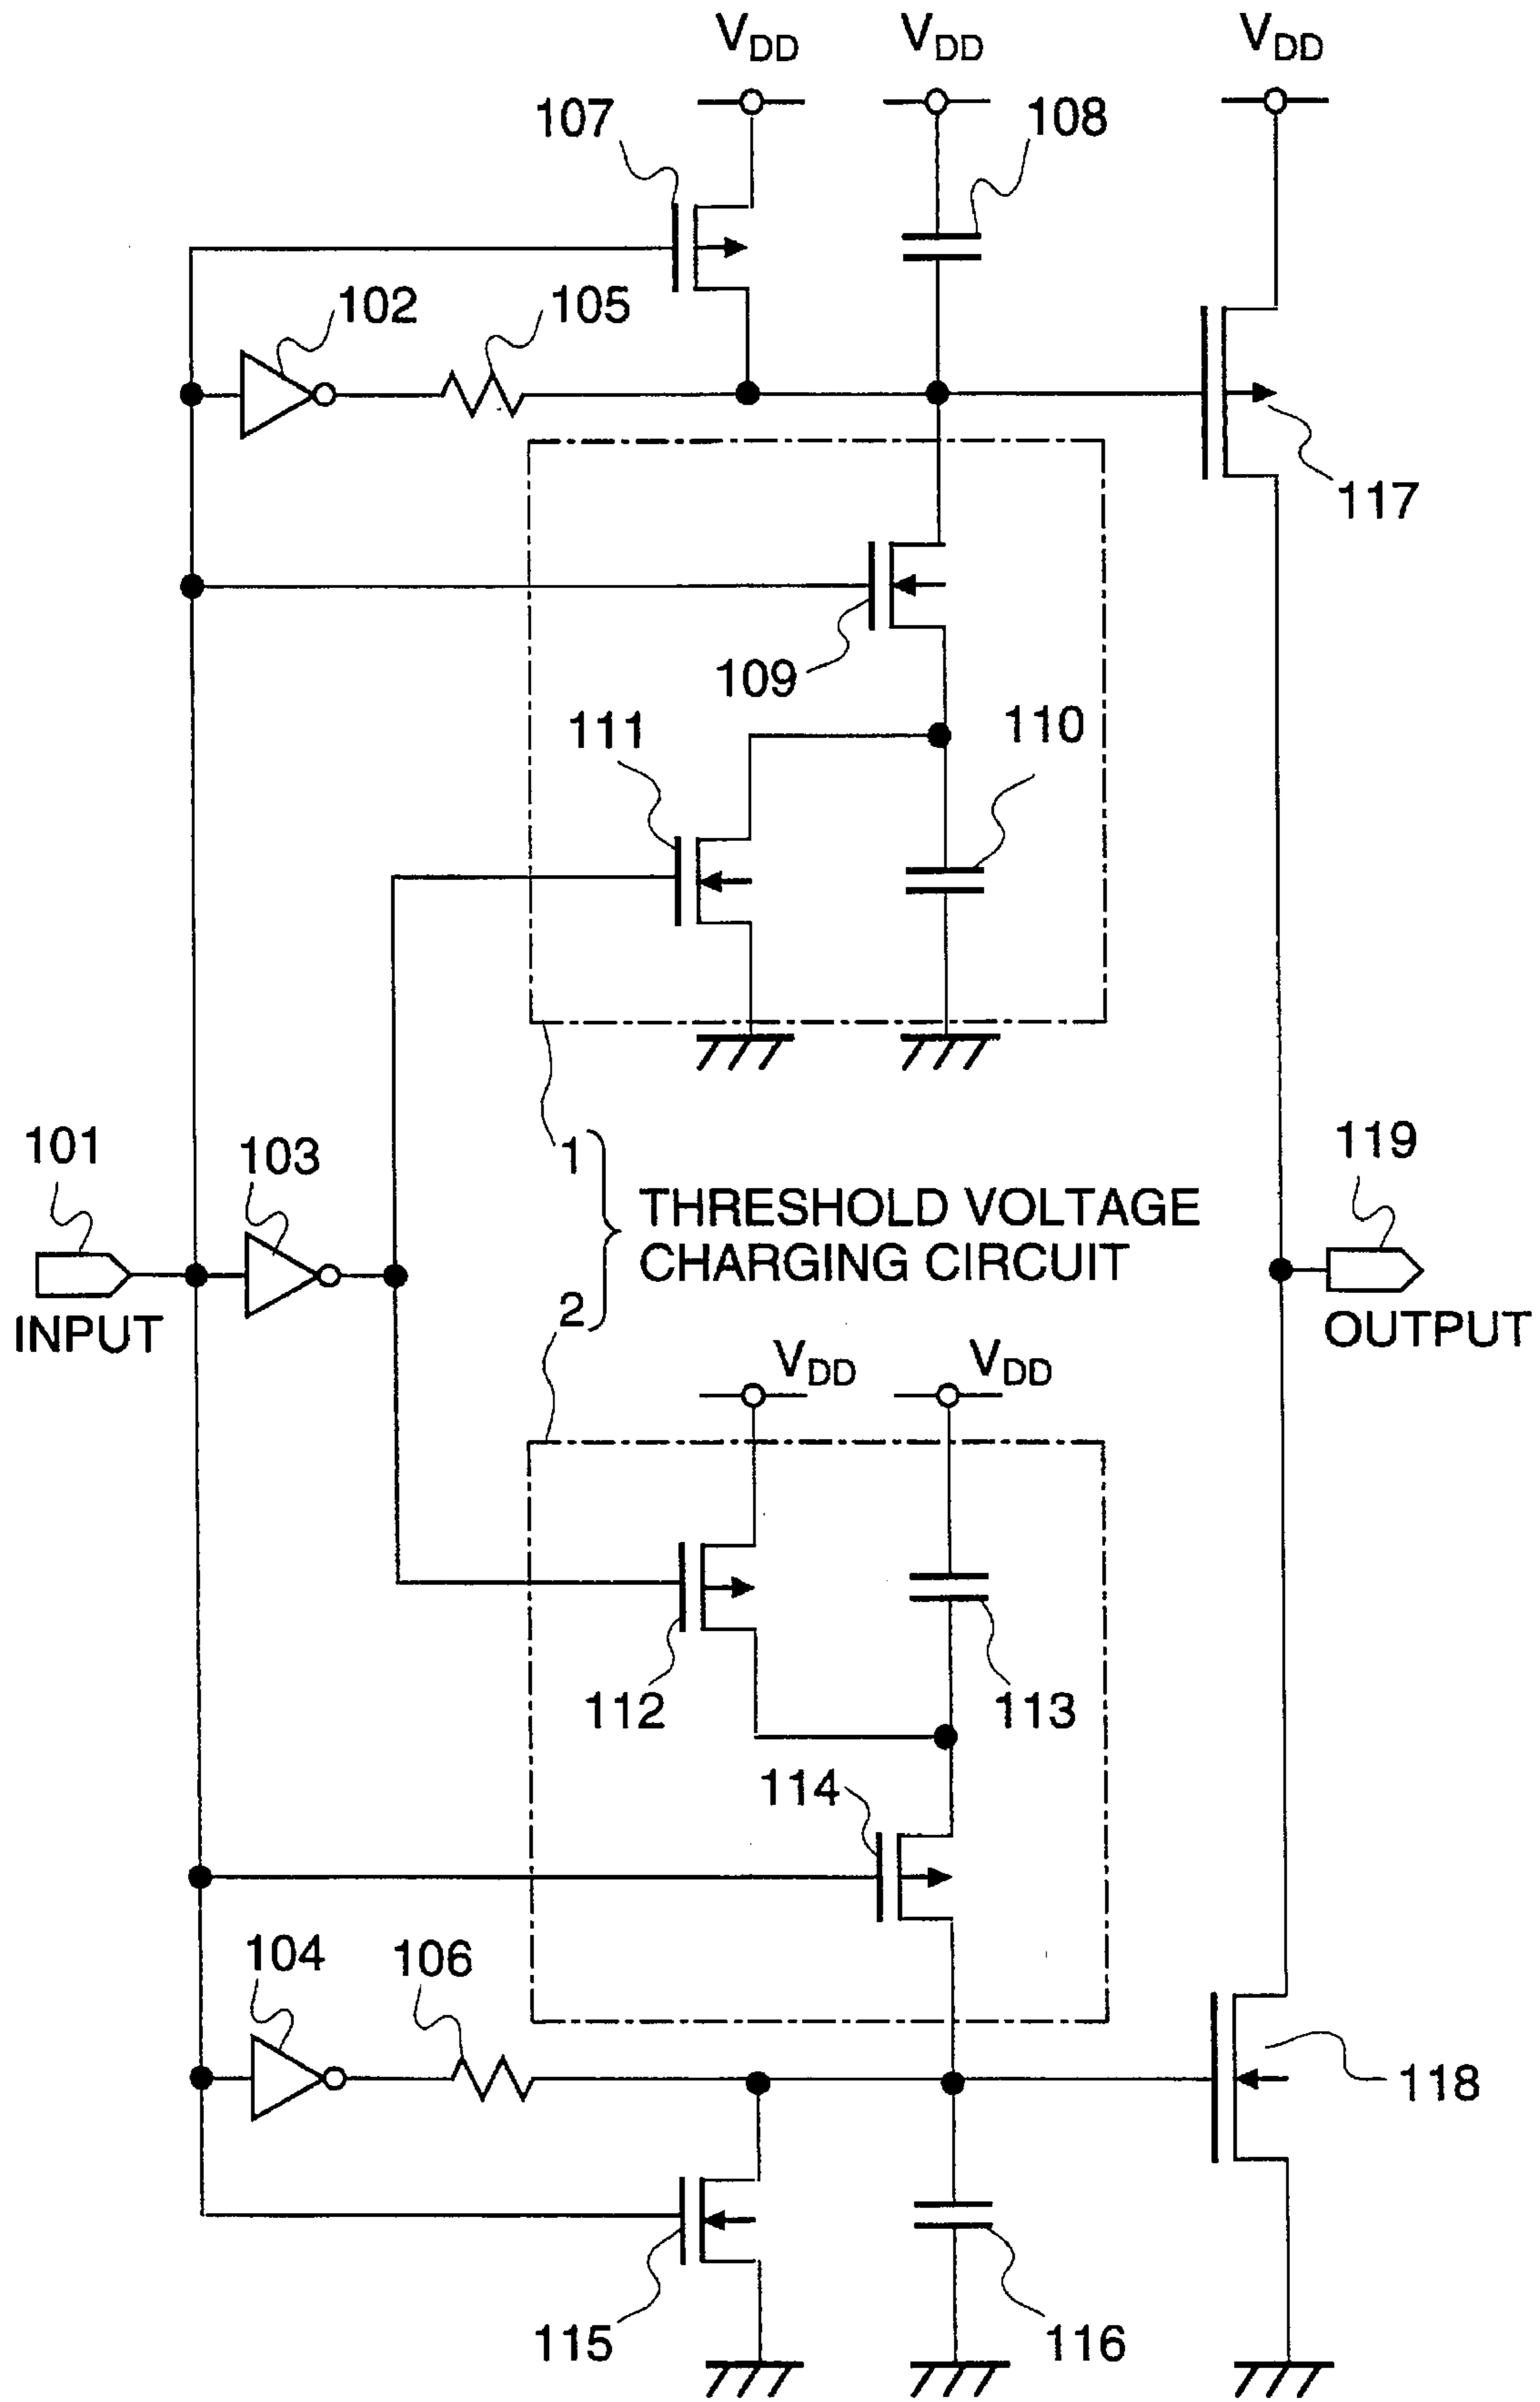 VDD VDD VDD
107 108
102 105
117
109
111 110
101 103 1 119
THRESHOLD VOLTAGE
CHARGING CIRCUIT
INPUT 2 OUTPUT
VDD VDD
112 113
114
104 106
118
115 116